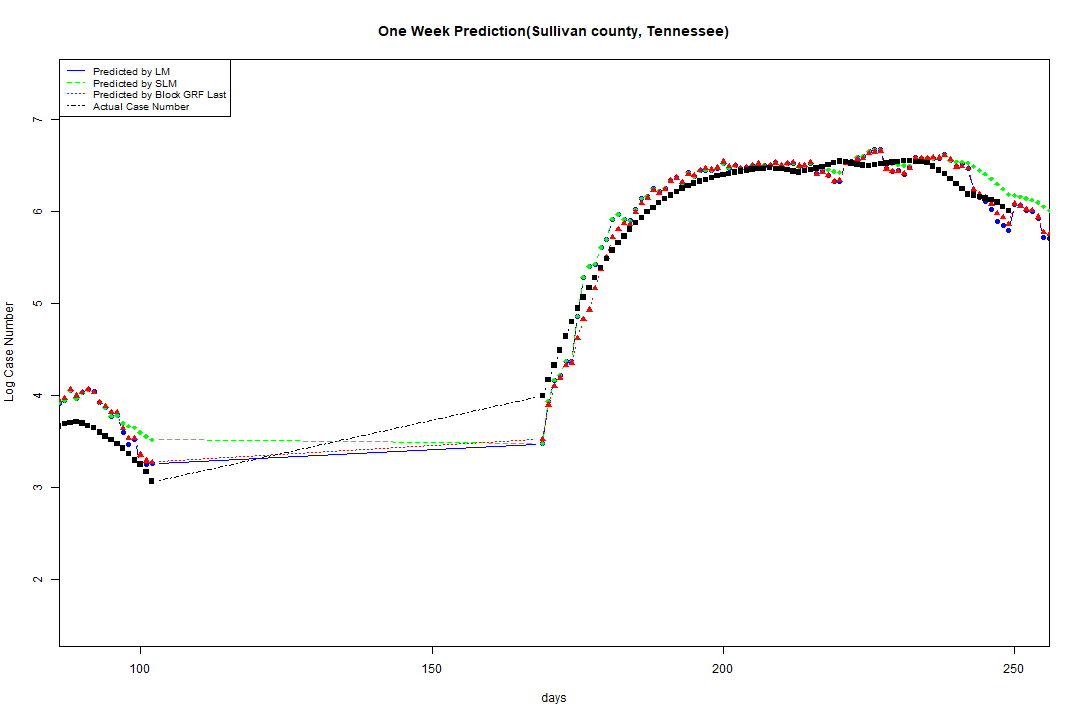 One Week Prediction(Sullivan county, Tennessee)
Predicted by LM
Predicted by SLM
Predicted by Block GRF Last
Actual Case Number
7
6
5
4
3
2
Log Case Number
100 150 200 250
days